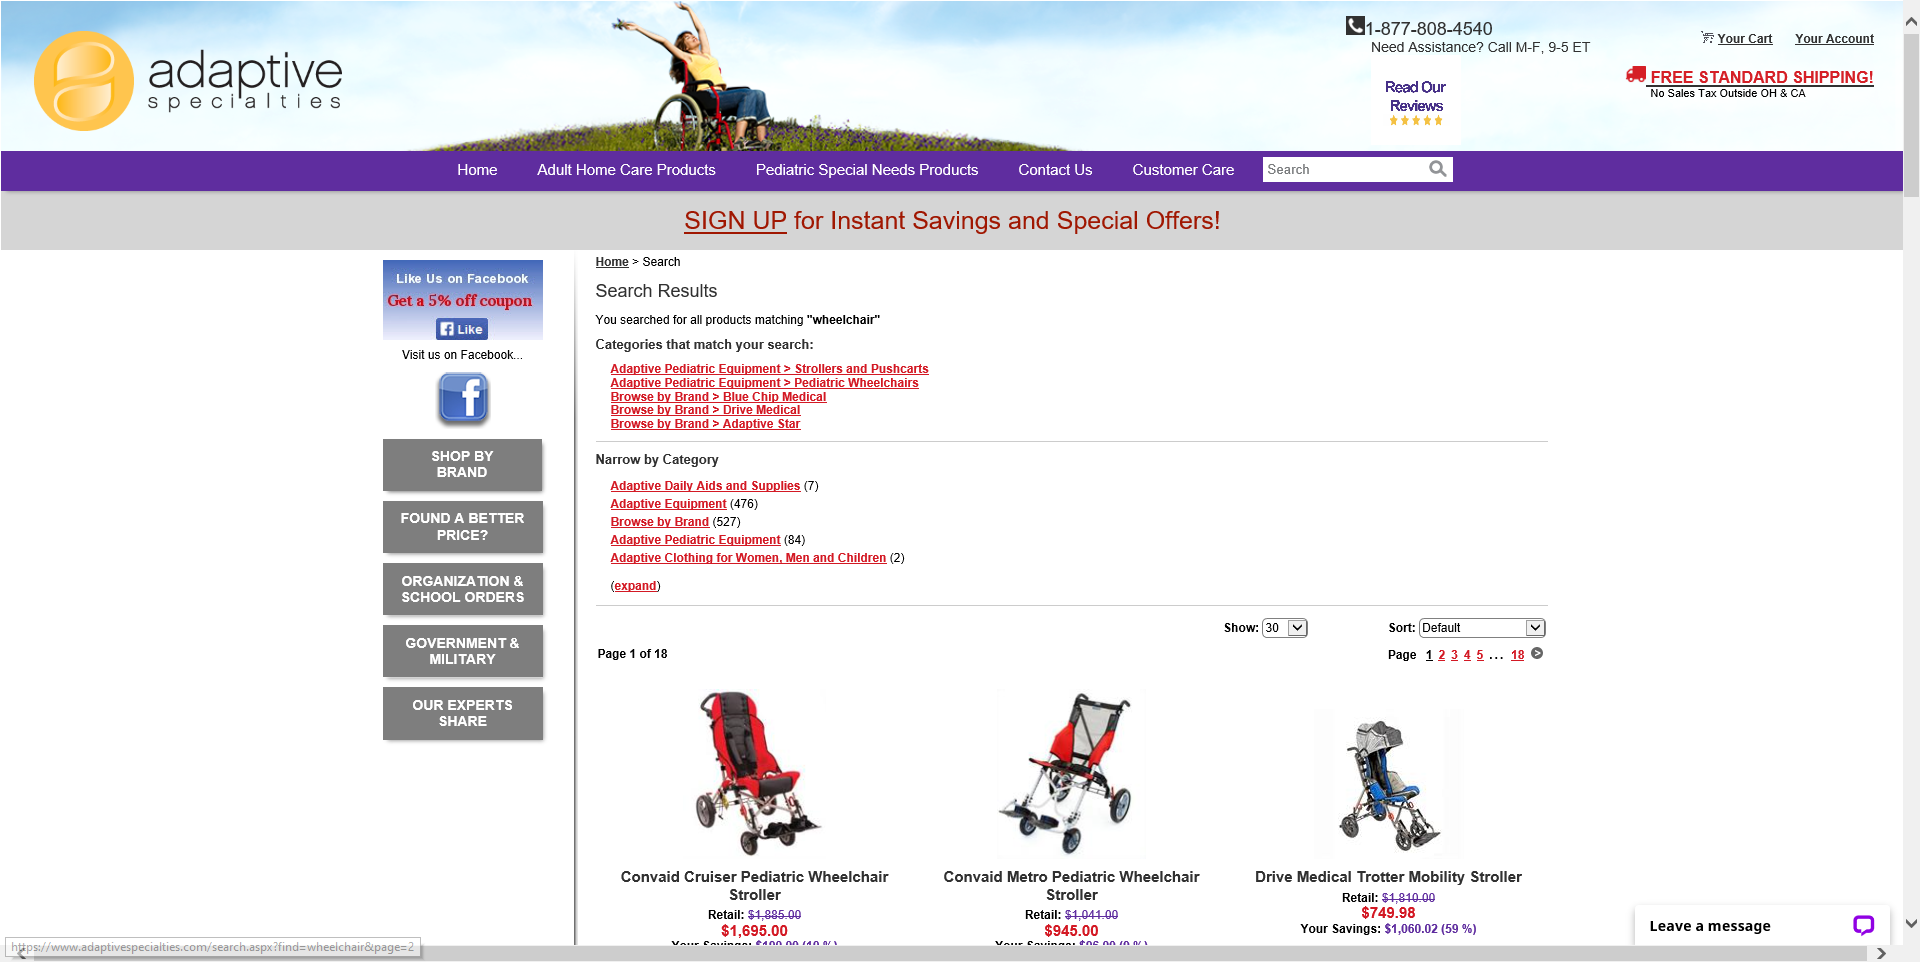 adaptive
specialties
1-877-808-4540
Need Assistance? Call M-F, 9-5 ET
Read Our
Reviews
Your Cart
Your Account
FREE STANDARD SHIPPING!
No Sales Tax Outside OH & CA
Home
Adult Home Care Products
Pediatric Special Needs Products
Contact Us
Customer Care
Search
SIGN UP for Instant Savings and Special Offers!
Like Us on Facebook
Get a 5% off coupon
Like
Visit us on Facebook...
SHOP BY
BRAND
FOUND A BETTER
PRICE?
ORGANIZATION &
SCHOOL ORDERS
GOVERNMENT &
MILITARY
OUR EXPERTS
SHARE
Home > Search
Search Results
You searched for all products matching "wheelchair"
Categories that match your search:
Adaptive Pediatric Equipment > Strollers and Pushcarts
Adaptive Pediatric Equipment > Pediatric Wheelchairs
Browse by Brand > Blue Chip Medical
Browse by Brand > Drive Medical
Browse by Brand > Adaptive Star
Narrow by Category
Adaptive Daily Aids and Supplies (7)
Adaptive Equipment (476)
Browse by Brand (527)
Adaptive Pediatric Equipment (84)
Adaptive Clothing for Women, Men and Children (2)
(expand)
Show: 30
Sort: Default
Page 1 of 18
Page 1 2 3 4 5 ... 18
Convaid Cruiser Pediatric Wheelchair
Stroller
Retail: $1,885.00
$1,695.00
Your Savings: $190.00 (10 %)
Convaid Metro Pediatric Wheelchair
Stroller
Retail: $1,041.00
$945.00
Your Savings: $96.00 (9 %)
Drive Medical Trotter Mobility Stroller
Retail: $1,810.00
$749.98
Your Savings: $1,060.02 (59 %)
Leave a message
https://www.adaptivespecialties.com/search.aspx?find=wheelchair&page=2